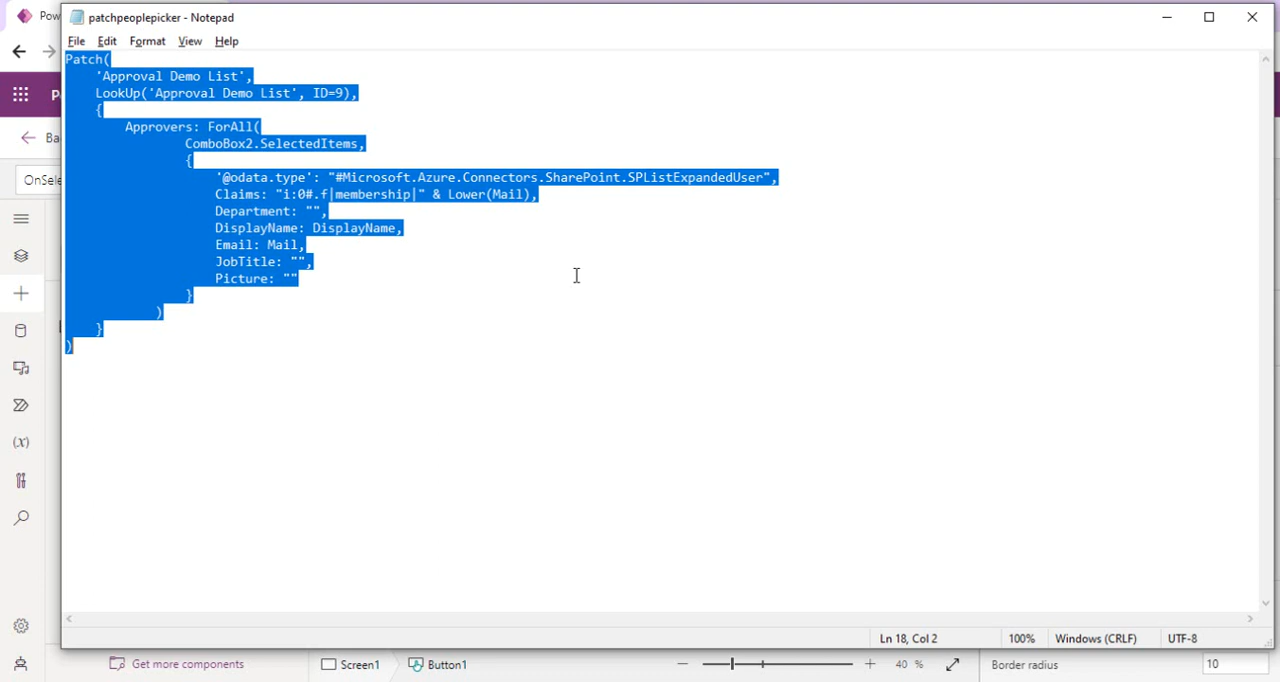 Pow
patchpeoplepicker - Notepad
File Edit Format View Help
Patch(
'Approval Demo List',
LookUp('Approval Demo List', ID=9),
{
Approvers: ForAll(
ComboBox2.SelectedItems,
{
'@odata.type': "#Microsoft.Azure.Connectors.SharePoint.SPListExpandedUser",
Claims: "i:0#.f|membership|" & Lower(Mail),
Department: "",
DisplayName: DisplayName,
Email: Mail,
JobTitle: "",
Picture: ""
}
)
}
)
Ba
OnSele
Ln 18, Col 2
100%
Windows (CRLF)
UTF-8
Get more components
Screen1
Button1
40 %
Border radius
10